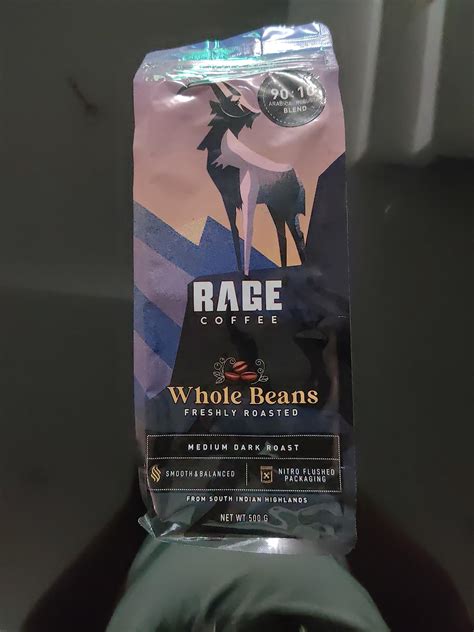 90:10
BLEND
RAGE
COFFEE
Whole Beans
FRESHLY ROASTED
MEDIUM DARK ROAST
SMOOTH & BALANCED
NITRO FLUSHED
PACKAGING
FROM SOUTH INDIAN HIGHLANDS
NET WT 500 G